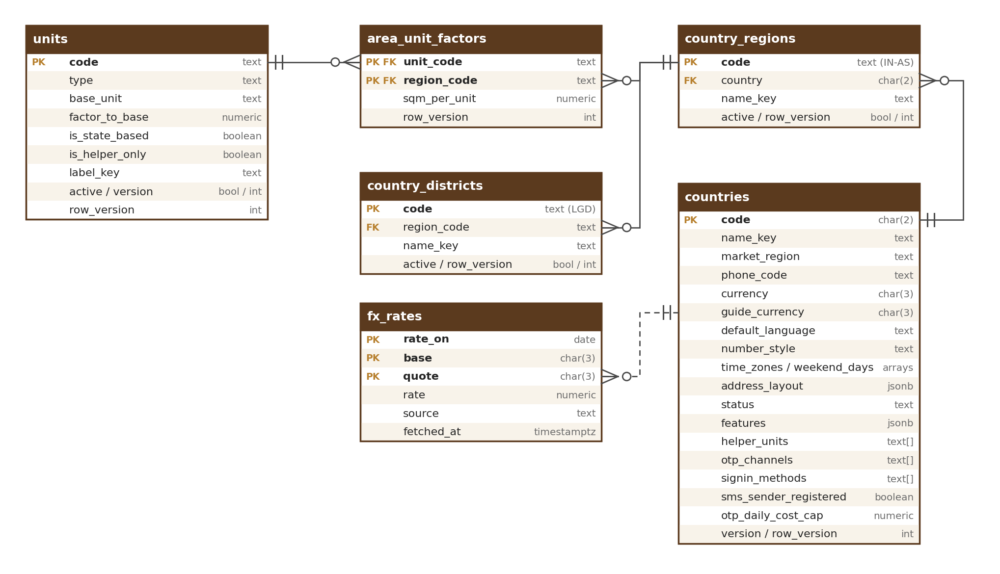 units
PK code text
type text
base_unit text
factor_to_base numeric
is_state_based boolean
is_helper_only boolean
label_key text
active / version bool / int
row_version int
area_unit_factors
PK FK unit_code text
PK FK region_code text
sqm_per_unit numeric
row_version int
country_regions
PK code text (IN-AS)
FK country char(2)
name_key text
active / row_version bool / int
country_districts
PK code text (LGD)
FK region_code text
name_key text
active / row_version bool / int
countries
PK code char(2)
name_key text
market_region text
phone_code text
currency char(3)
guide_currency char(3)
default_language text
number_style text
time_zones / weekend_days arrays
address_layout jsonb
status text
features jsonb
helper_units text[]
otp_channels text[]
signin_methods text[]
sms_sender_registered boolean
otp_daily_cost_cap numeric
version / row_version int
fx_rates
PK rate_on date
PK base char(3)
PK quote char(3)
rate numeric
source text
fetched_at timestamptz